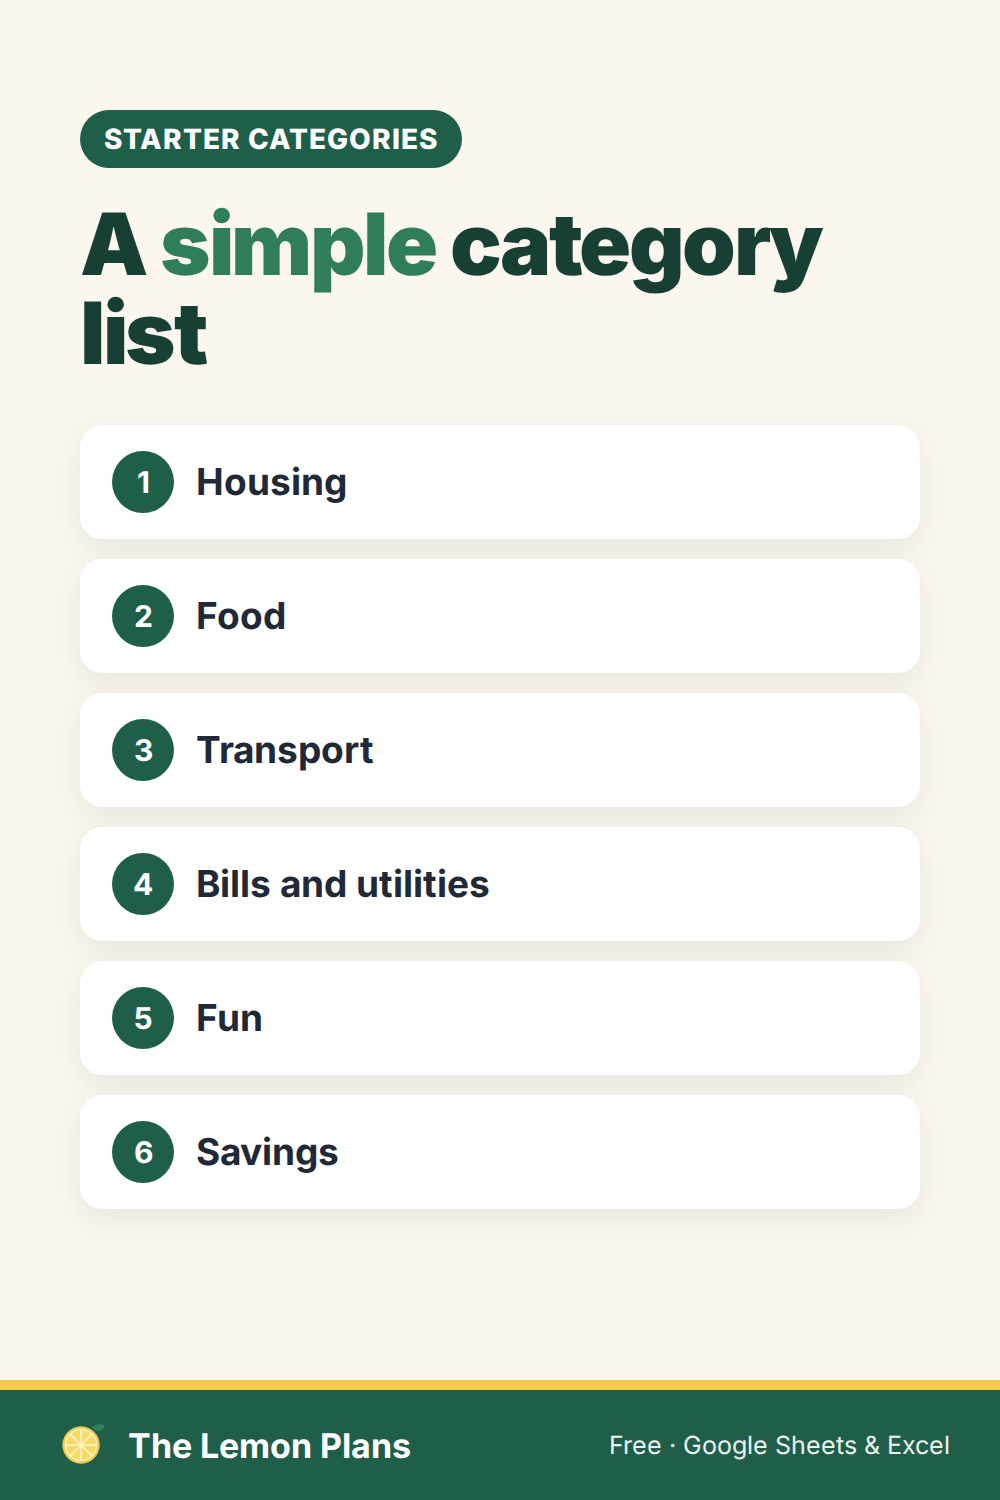 STARTER CATEGORIES
A simple category
list
1 Housing
2 Food
3 Transport
4 Bills and utilities
5 Fun
6 Savings
The Lemon Plans
Free · Google Sheets & Excel